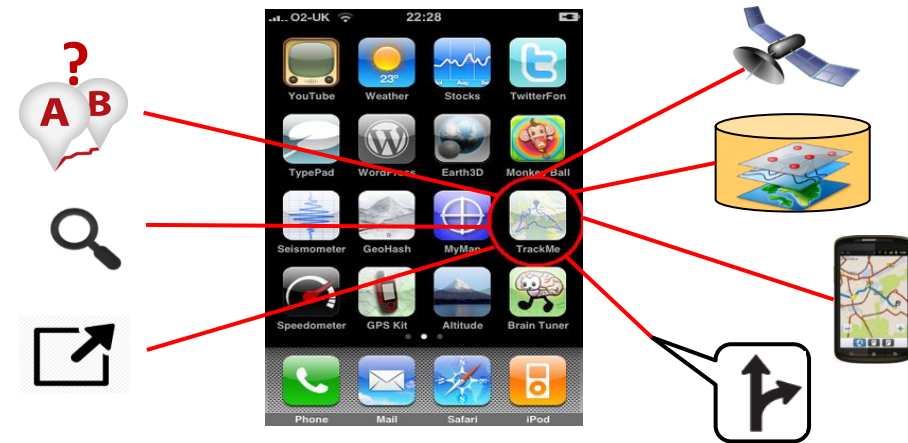 O2-UK 22:28
?
A B
YouTube Weather Stocks TwitterFon
23°
TypePad WordPress Earth3D Monkey Ball
Seismometer GeoHash MyMap TrackMe
Speedometer GPS Kit Altitude Brain Tuner
Phone Mail Safari iPod